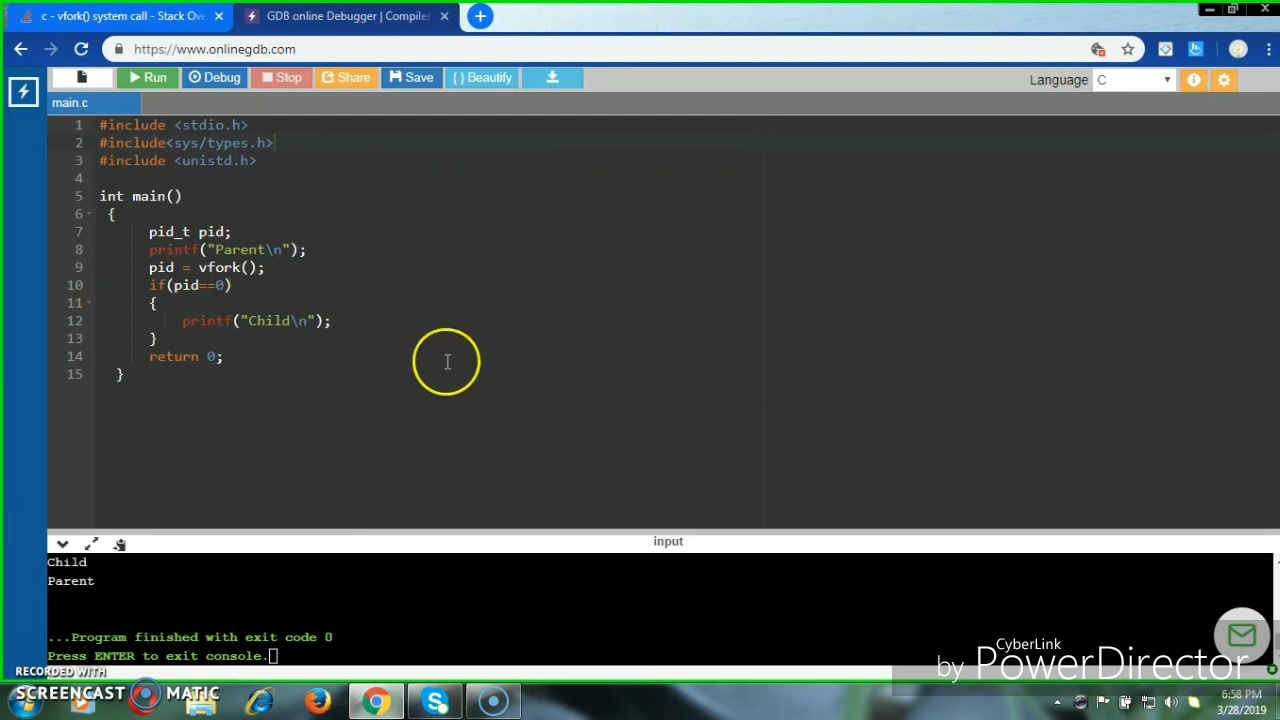 c - vfork() system call - Stack Ove
GDB online Debugger | Compiler
https://www.onlinegdb.com
Run Debug Stop Share Save { } Beautify
Language C
main.c
1 #include <stdio.h>
2 #include<sys/types.h>
3 #include <unistd.h>
4
5 int main()
6 {
7 pid_t pid;
8 printf("Parent\n");
9 pid = vfork();
10 if(pid==0)
11 {
12 printf("Child\n");
13 }
14 return 0;
15 }
input
Child
Parent
...Program finished with exit code 0
Press ENTER to exit console.
CyberLink
by PowerDirector
RECORDED WITH
SCREENCAST MATIC
6:58 PM
3/28/2019